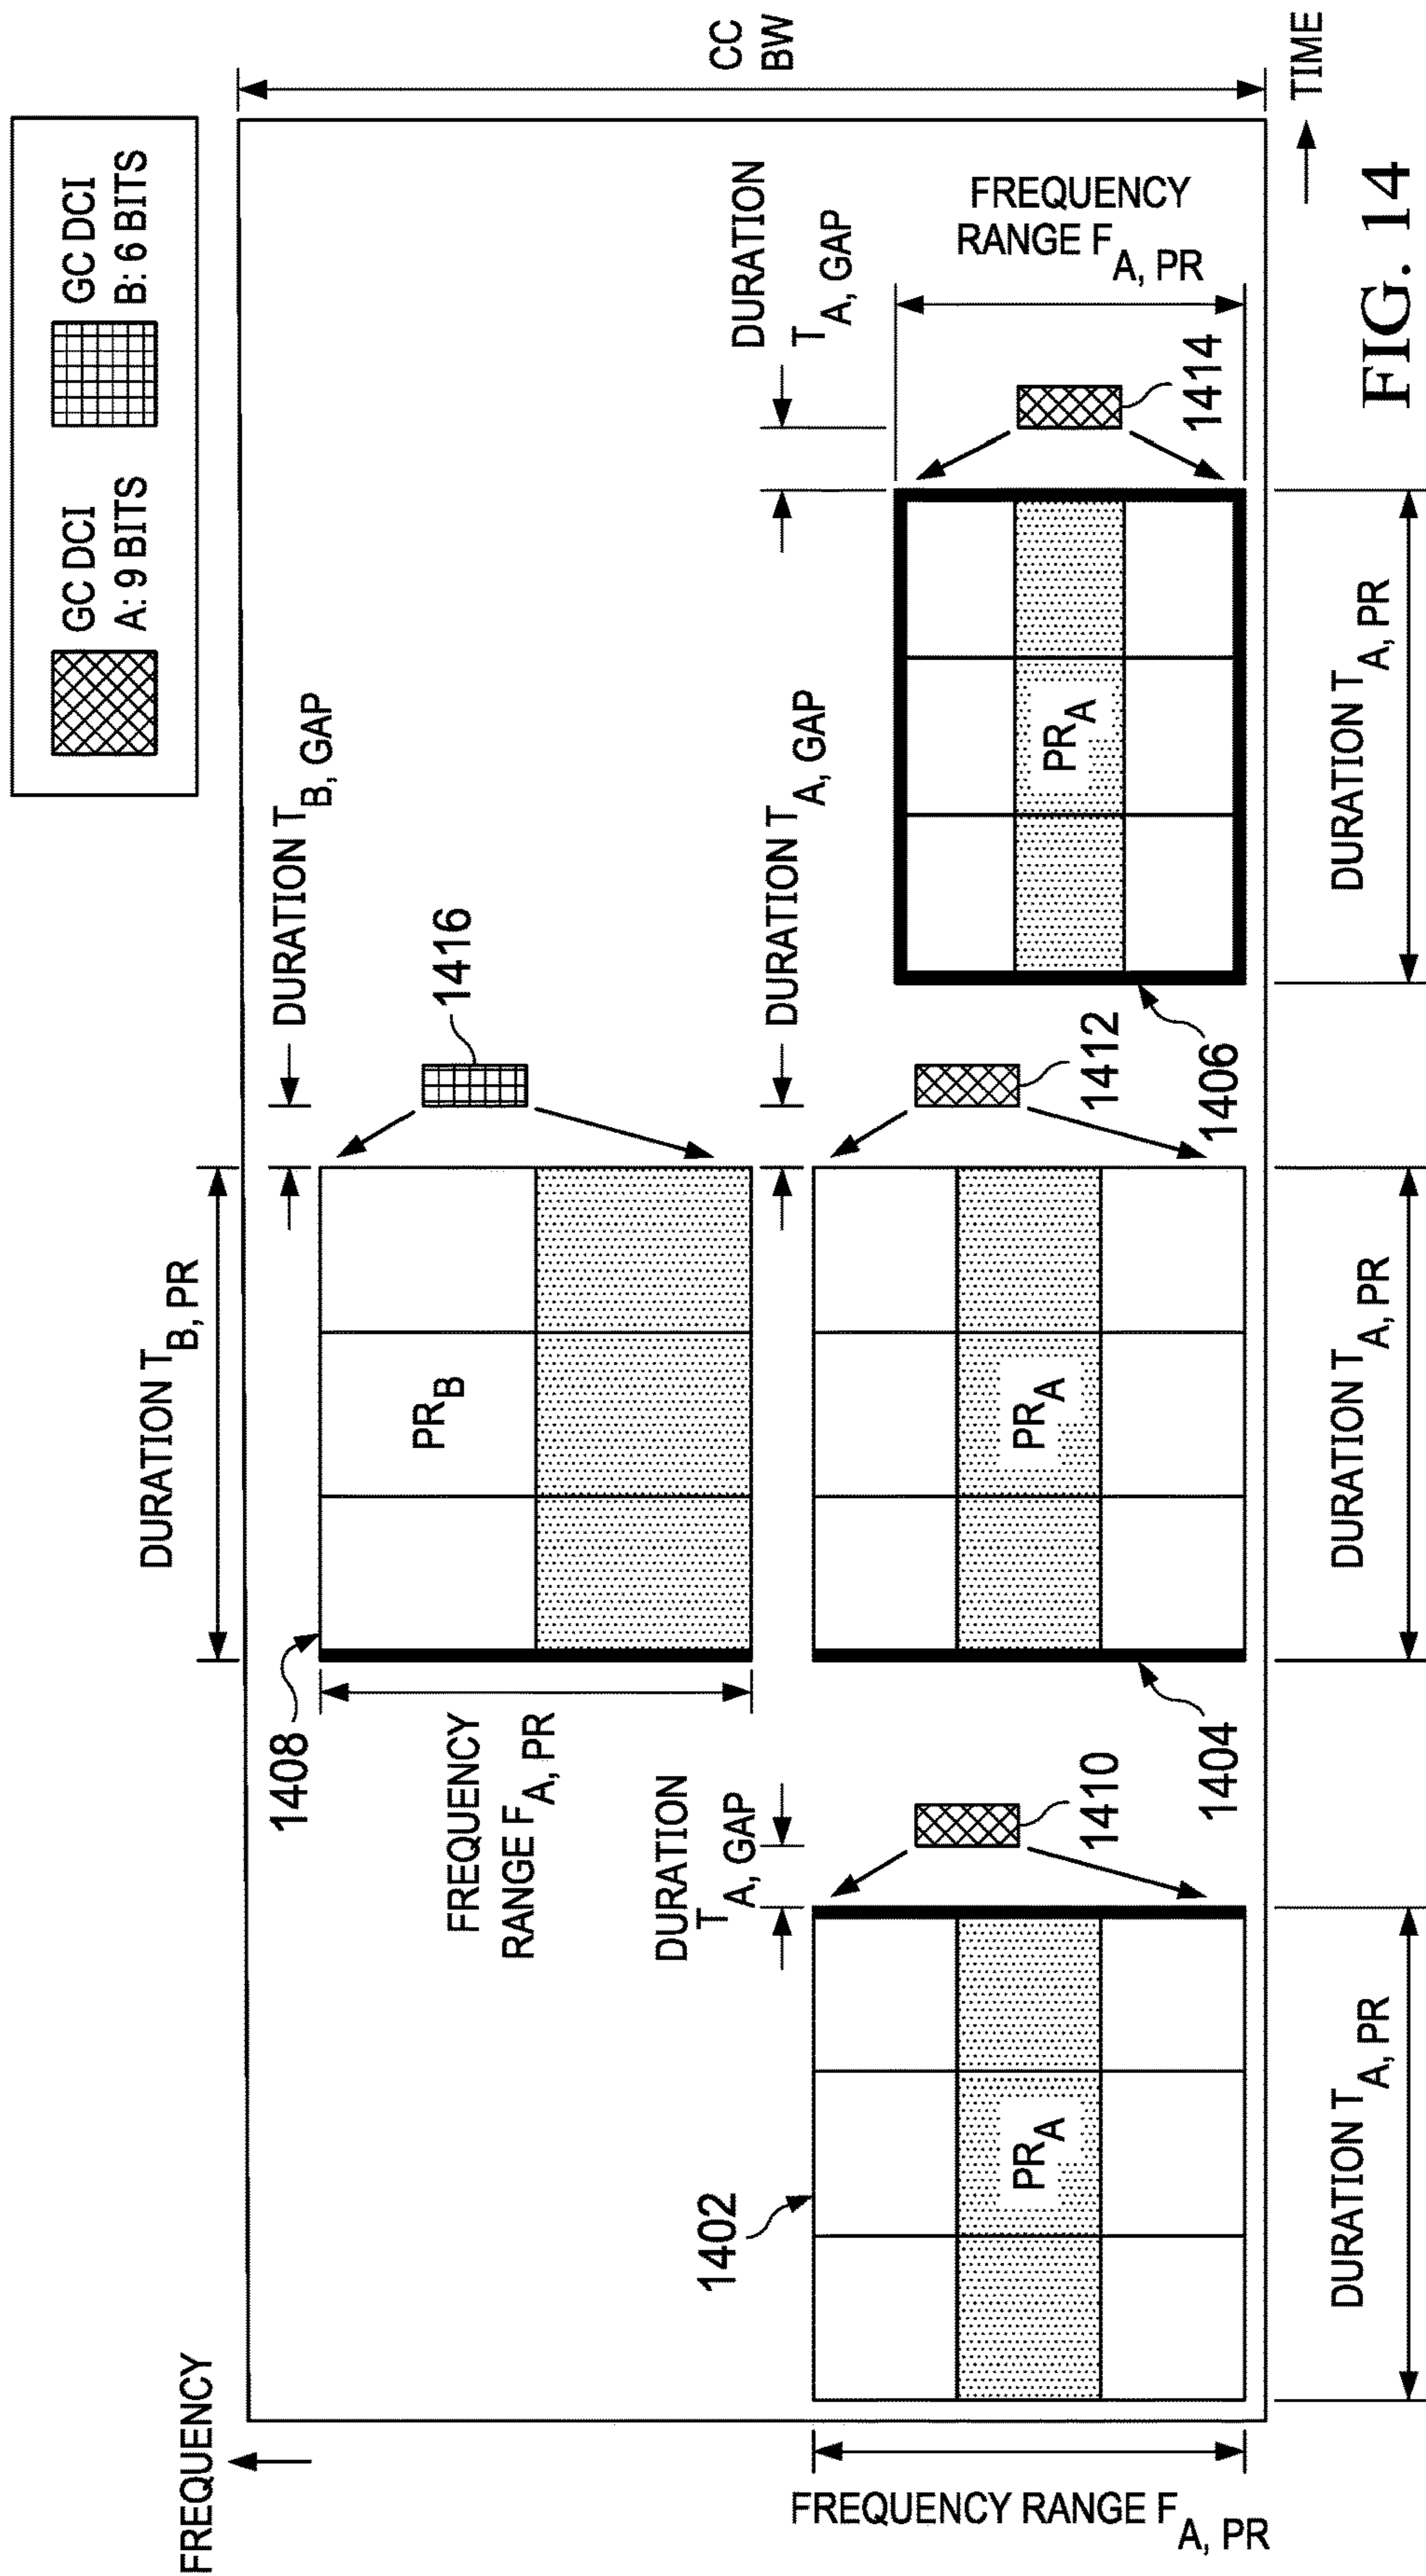 GC DCI
A: 9 BITS
GC DCI
B: 6 BITS
FREQUENCY
DURATION T B, PR
DURATION T B, GAP
CC
BW
1408
PR B
1416
FREQUENCY
RANGE F A, PR
DURATION
T A, GAP
DURATION T A, GAP
DURATION
T A, GAP
1402
PR A
1410
PR A
1412
PR A
1414
FREQUENCY
RANGE F A, PR
1404
1406
FREQUENCY RANGE F A, PR
TIME
DURATION T A, PR
DURATION T A, PR
DURATION T A, PR
FIG. 14